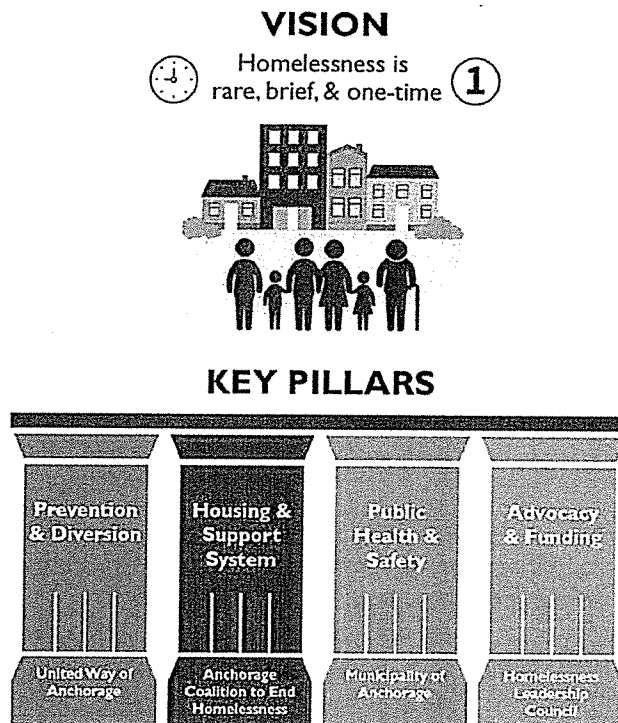 VISION
Homelessness is
rare, brief, & one-time
1
KEY PILLARS
Prevention
& Diversion
Housing &
Support
System
Public
Health &
Safety
Advocacy
& Funding
United Way of
Anchorage
Anchorage
Coalition to End
Homelessness
Municipality of
Anchorage
Homelessness
Leadership
Council